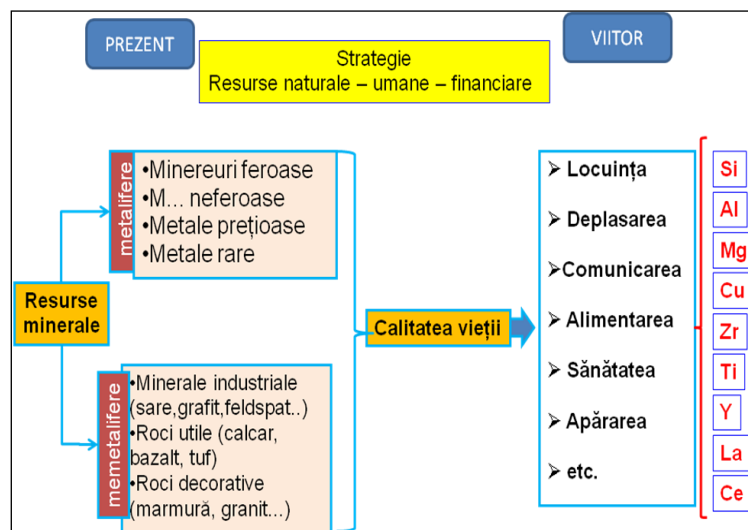 PREZENT
VIITOR
Strategie
Resurse naturale – umane – financiare
metalifere
•Minereuri feroase
•M... neferoase
•Metale prețioase
•Metale rare
Resurse
minerale
memetalifere
•Minerale industriale
(sare,grafit,feldspat..)
•Roci utile (calcar,
bazalt, tuf)
•Roci decorative
(marmură, granit...)
Calitatea vieții
➢ Locuința
➢ Deplasarea
➢Comunicarea
➢ Alimentarea
➢ Sănătatea
➢ Apărarea
➢ etc.
Si
Al
Mg
Cu
Zr
Ti
Y
La
Ce